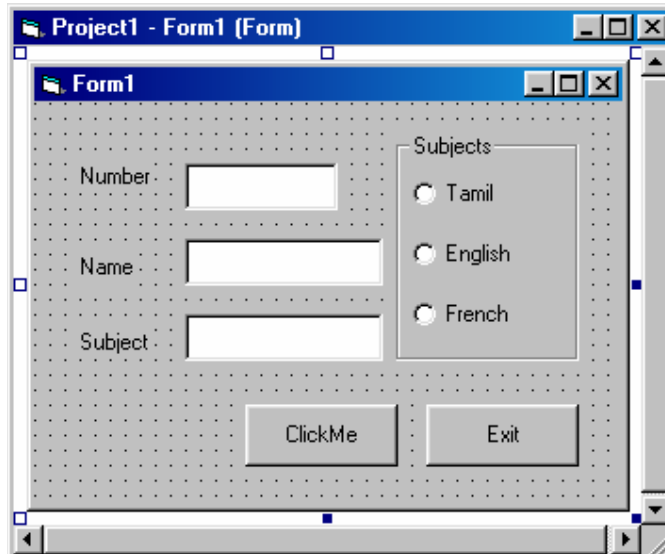 Project1 - Form1 (Form)
Form1
Number
Name
Subject
Subjects
Tamil
English
French
ClickMe
Exit